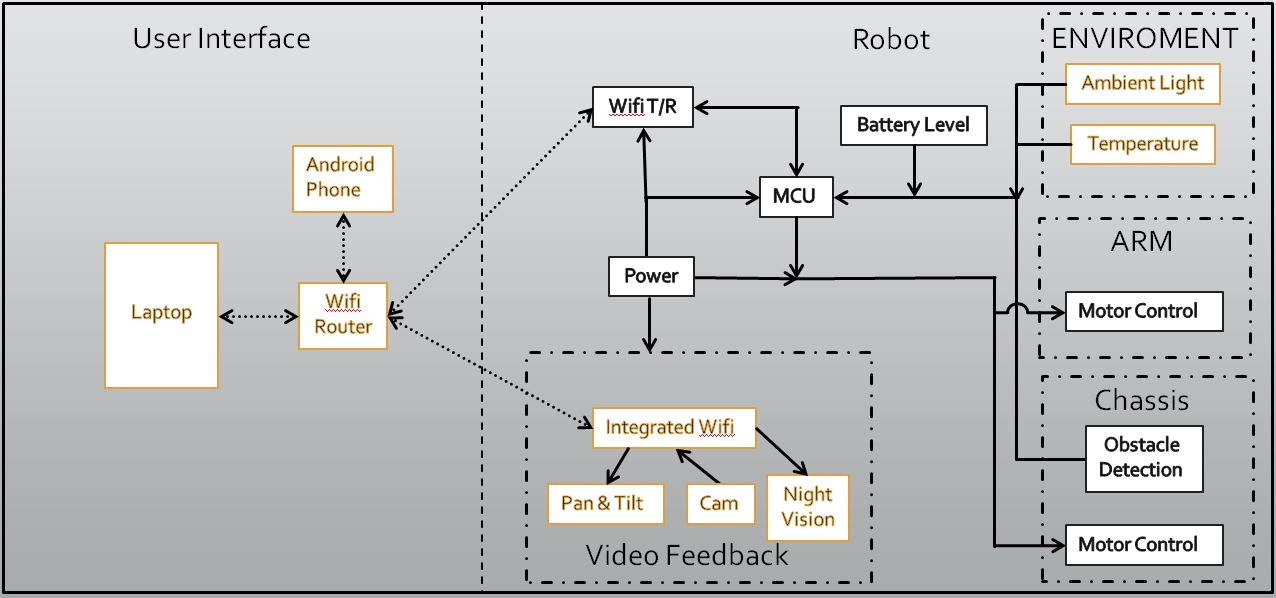 User Interface
Robot
ENVIROMENT
Ambient Light
Temperature
Wifi T/R
Battery Level
MCU
Android
Phone
Laptop
Wifi
Router
Power
ARM
Motor Control
Chassis
Obstacle
Detection
Motor Control
Integrated Wifi
Pan & Tilt
Cam
Night
Vision
Video Feedback